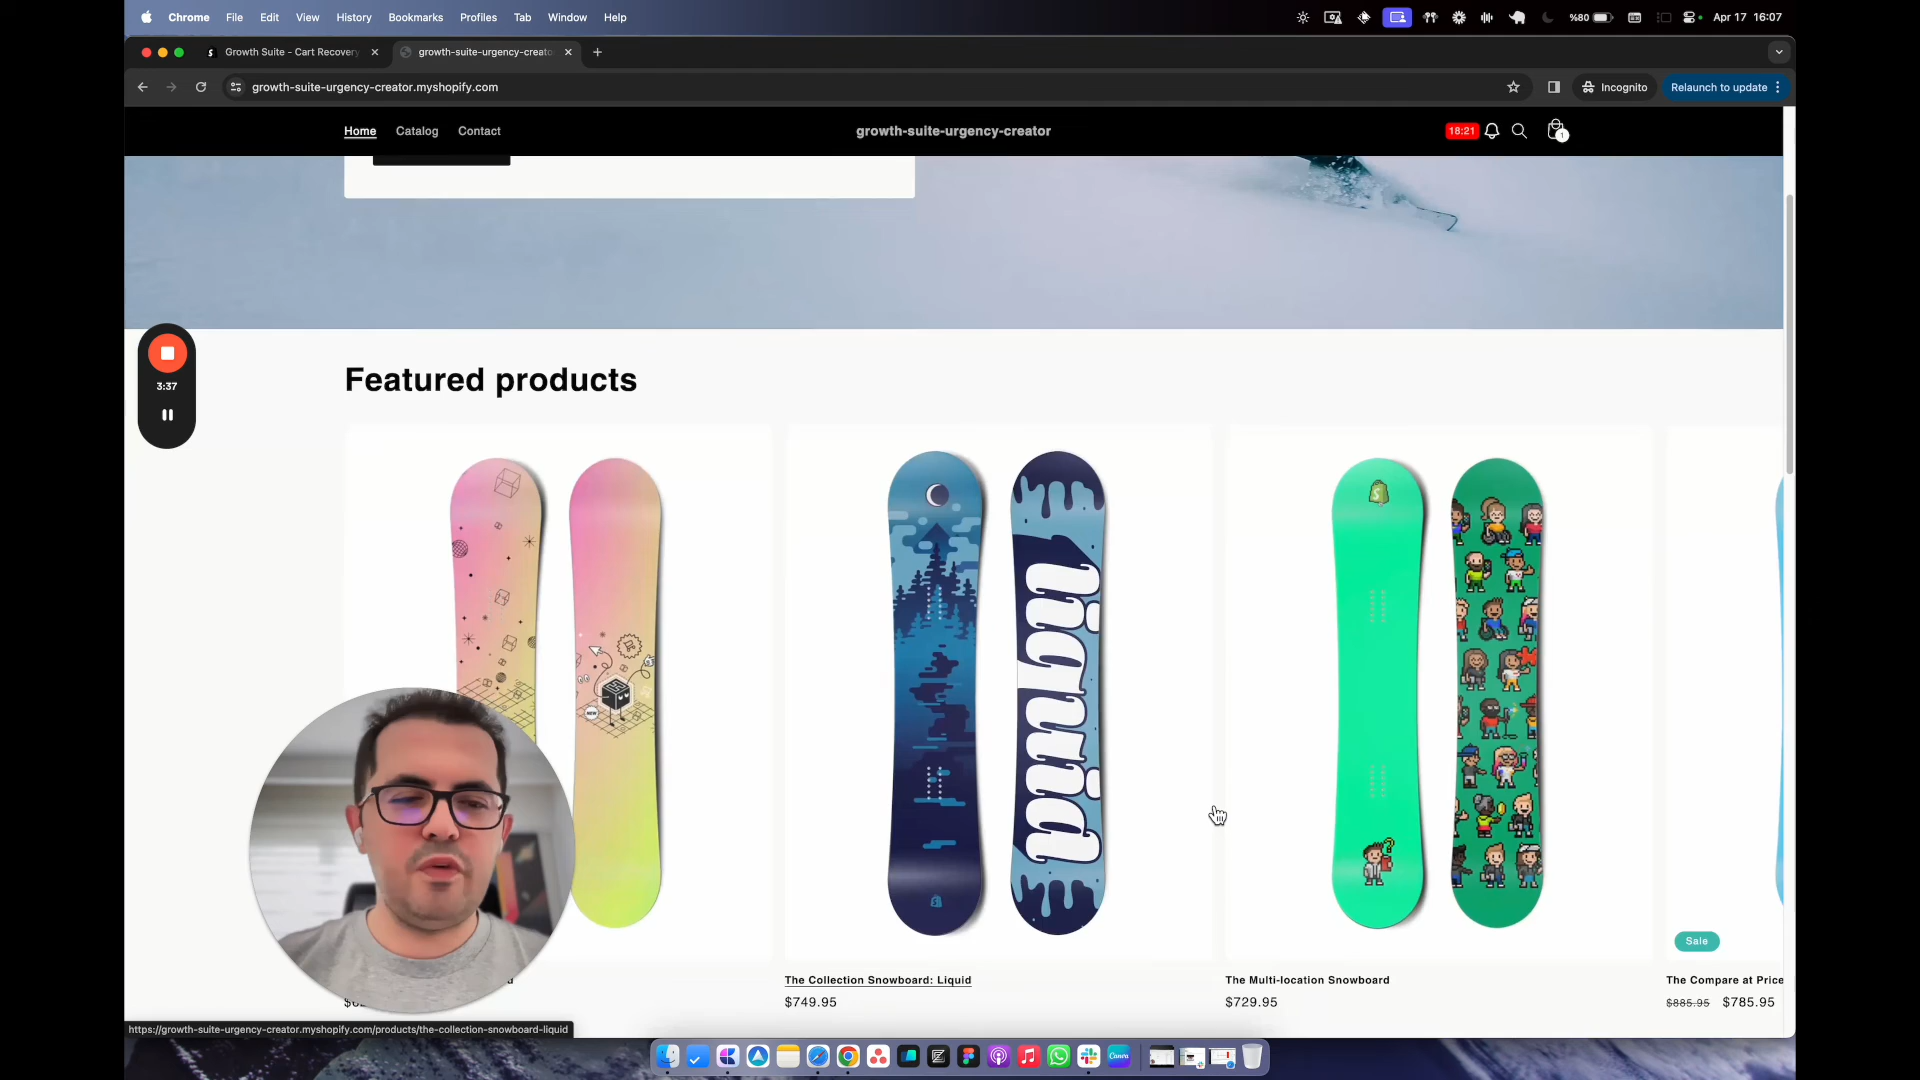 Chrome File Edit View History Bookmarks Profiles Tab Window Help
%80 Apr 17 16:07
Growth Suite - Cart Recovery
growth-suite-urgency-creato
growth-suite-urgency-creator.myshopify.com
Incognito
Relaunch to update
Home Catalog Contact
growth-suite-urgency-creator
18:21
1
3:37
Featured products
liquid
NEW
Sale
The Collection Snowboard: Liquid
$749.95
The Multi-location Snowboard
$729.95
The Compare at Price
$885.95 $785.95
https://growth-suite-urgency-creator.myshopify.com/products/the-collection-snowboard-liquid
Canva